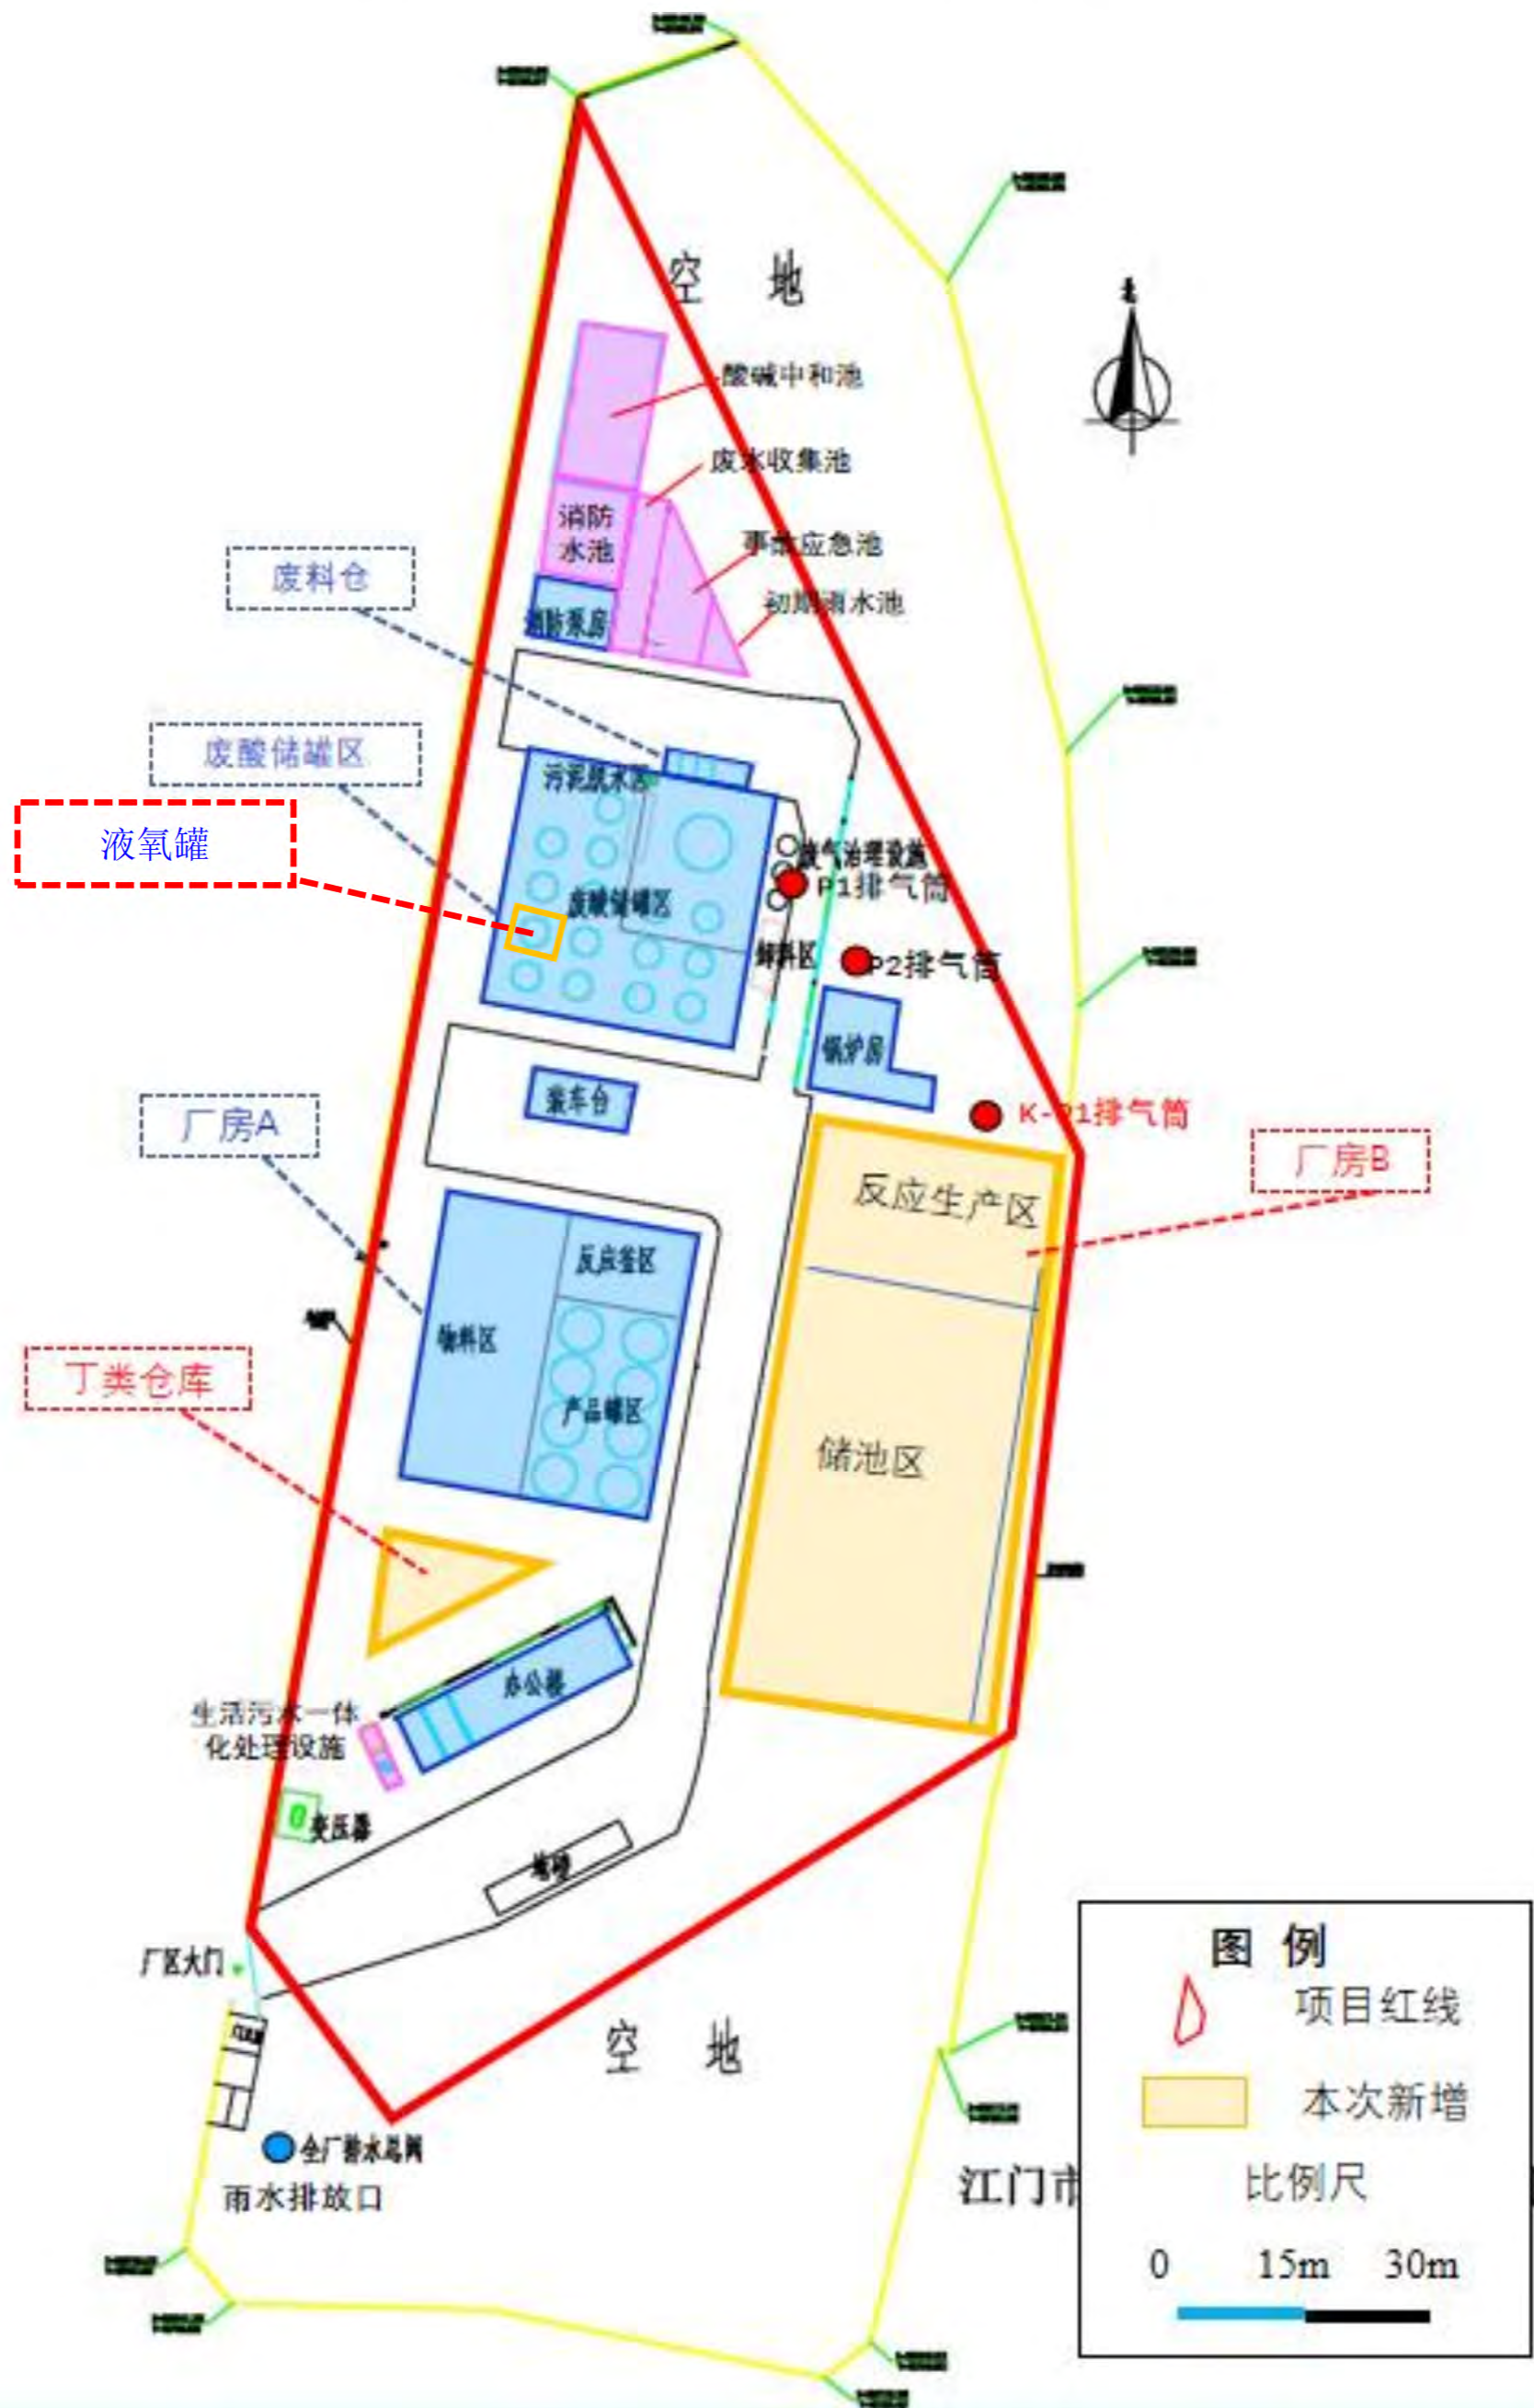 北
空 地
酸碱中和池
废水收集池
消防
水池
事故应急池
废料仓
初期雨水池
消防泵房
废酸储罐区
污泥脱水区
液氧罐
废气治理设施
P1排气筒
废酸储罐区
卸料区
P2排气筒
锅炉房
装车台
厂房A
K-P1排气筒
厂房B
反应生产区
反应釜区
物料区
丁类仓库
产品罐区
储池区
办公楼
生活污水一体
化处理设施
变压器
地磅
厂区大门
空 地
全厂排水总阀
雨水排放口
江门市
图 例
项目红线
本次新增
比例尺
0 15m 30m